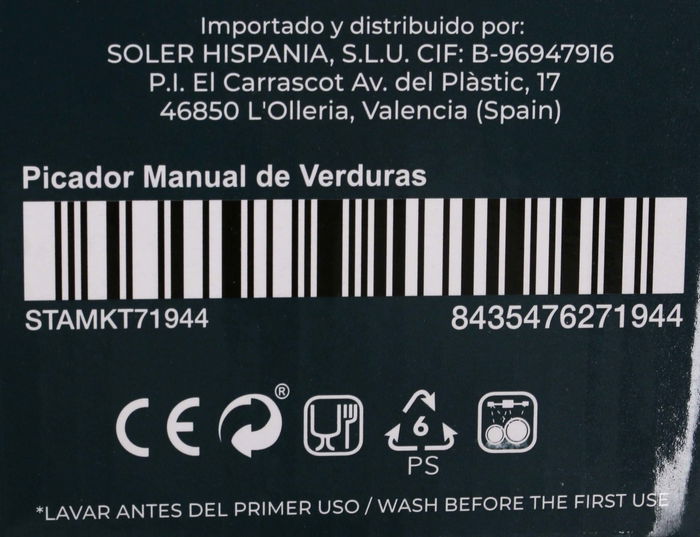 Importado y distribuido por:
SOLER HISPANIA, S.L.U. CIF: B-96947916
P.I. El Carrascot Av. del Plàstic, 17
46850 L'Olleria, Valencia (Spain)
Picador Manual de Verduras
STAMKT71944 8435476271944
CE ®
6
PS
*LAVAR ANTES DEL PRIMER USO / WASH BEFORE THE FIRST USE